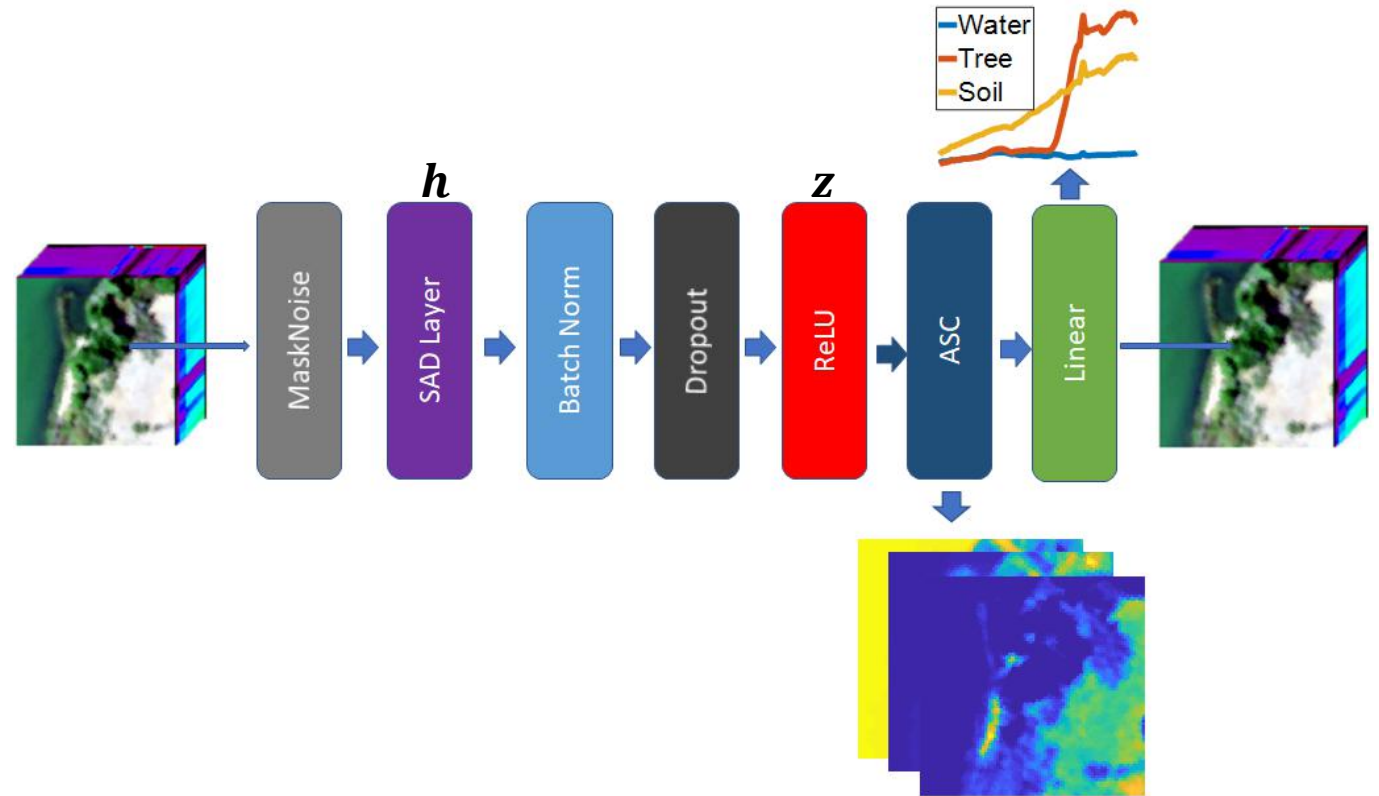 Water
Tree
Soil
h
z
MaskNoise
SAD Layer
Batch Norm
Dropout
ReLU
ASC
Linear